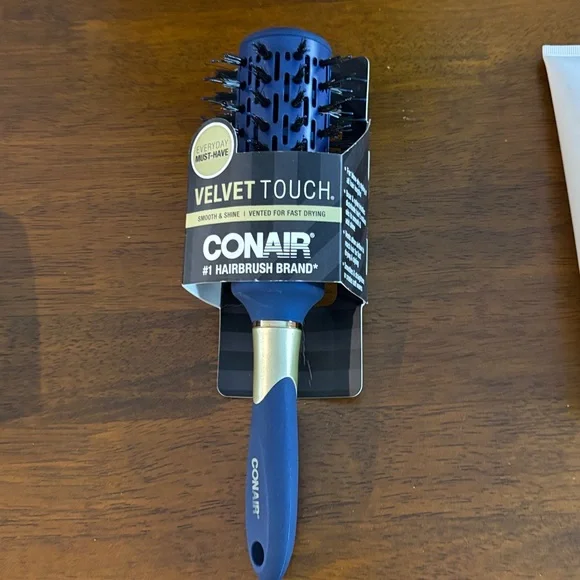 EVERYDAY
MUST-HAVE
VELVET TOUCH®
SMOOTH & SHINE | VENTED FOR FAST DRYING
CONAIR®
#1 HAIRBRUSH BRAND*
CONAIR®